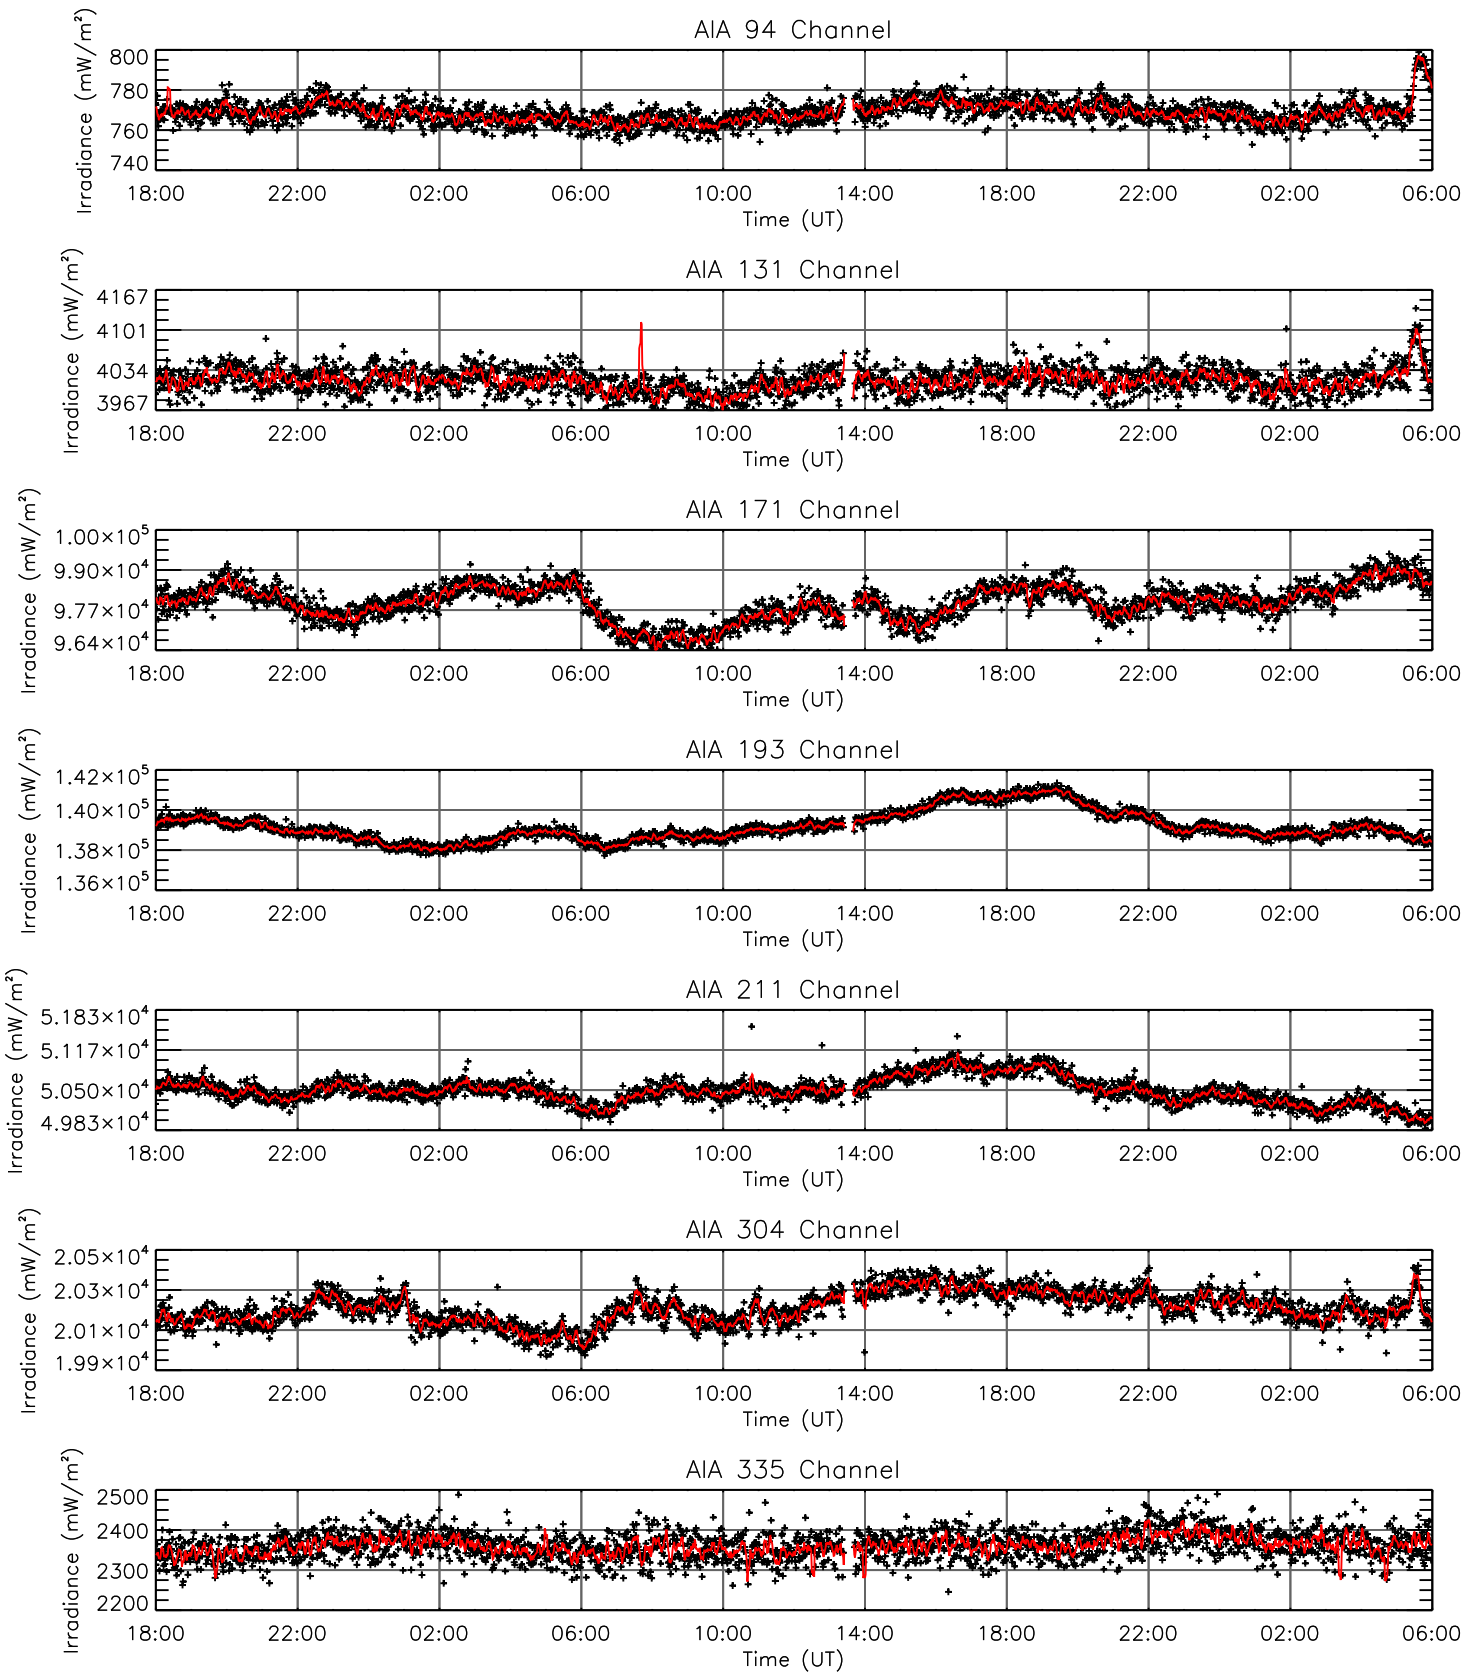 AIA 94 Channel
Irradiance (mW/m²)
800
780
760
740
18:00 22:00 02:00 06:00 10:00 14:00 18:00 22:00 02:00 06:00
Time (UT)
AIA 131 Channel
Irradiance (mW/m²)
4167
4101
4034
3967
18:00 22:00 02:00 06:00 10:00 14:00 18:00 22:00 02:00 06:00
Time (UT)
AIA 171 Channel
Irradiance (mW/m²)
1.00×10⁵
9.90×10⁴
9.77×10⁴
9.64×10⁴
18:00 22:00 02:00 06:00 10:00 14:00 18:00 22:00 02:00 06:00
Time (UT)
AIA 193 Channel
Irradiance (mW/m²)
1.42×10⁵
1.40×10⁵
1.38×10⁵
1.36×10⁵
18:00 22:00 02:00 06:00 10:00 14:00 18:00 22:00 02:00 06:00
Time (UT)
AIA 211 Channel
Irradiance (mW/m²)
5.183×10⁴
5.117×10⁴
5.050×10⁴
4.983×10⁴
18:00 22:00 02:00 06:00 10:00 14:00 18:00 22:00 02:00 06:00
Time (UT)
AIA 304 Channel
Irradiance (mW/m²)
2.05×10⁴
2.03×10⁴
2.01×10⁴
1.99×10⁴
18:00 22:00 02:00 06:00 10:00 14:00 18:00 22:00 02:00 06:00
Time (UT)
AIA 335 Channel
Irradiance (mW/m²)
2500
2400
2300
2200
18:00 22:00 02:00 06:00 10:00 14:00 18:00 22:00 02:00 06:00
Time (UT)